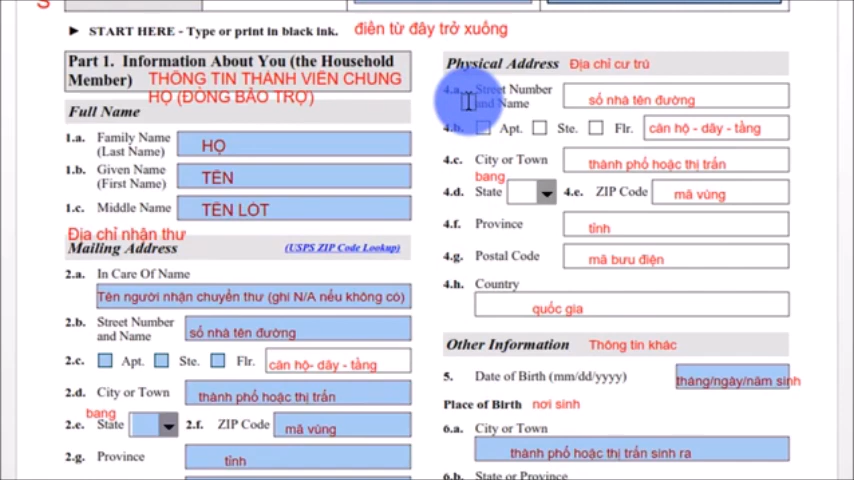 ► START HERE - Type or print in black ink. điền từ đây trở xuống
Part 1. Information About You (the Household
Member) THÔNG TIN THÀNH VIÊN CHUNG
HỌ (ĐỒNG BẢO TRỢ)
Full Name
1.a. Family Name
(Last Name) HỌ
1.b. Given Name
(First Name) TÊN
1.c. Middle Name TÊN LÓT
Địa chỉ nhận thư
Mailing Address (USPS ZIP Code Lookup)
2.a. In Care Of Name
Tên người nhận chuyển thư (ghi N/A nếu không có)
2.b. Street Number
and Name số nhà tên đường
2.c. Apt. Ste. Flr. căn hộ- dãy - tầng
2.d. City or Town thành phố hoặc thị trấn
bang
2.e. State 2.f. ZIP Code mã vùng
2.g. Province tỉnh
Physical Address Địa chỉ cư trú
4.a. Street Number
and Name số nhà tên đường
4.b. Apt. Ste. Flr. căn hộ - dãy - tầng
4.c. City or Town thành phố hoặc thị trấn
bang
4.d. State 4.e. ZIP Code mã vùng
4.f. Province tỉnh
4.g. Postal Code mã bưu điện
4.h. Country
quốc gia
Other Information Thông tin khác
5. Date of Birth (mm/dd/yyyy) tháng/ngày/năm sinh
Place of Birth nơi sinh
6.a. City or Town
thành phố hoặc thị trấn sinh ra
6.b. State or Province